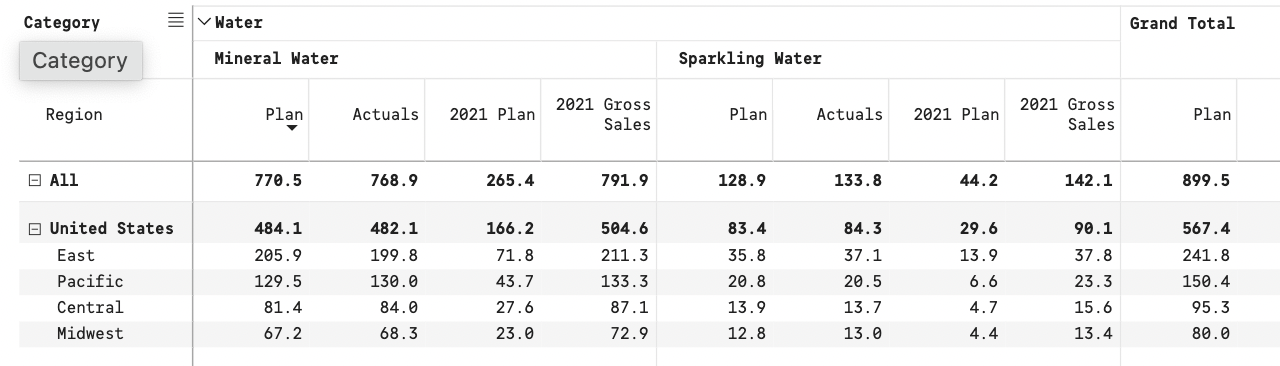 Category Water Grand Total
Category Mineral Water Sparkling Water
Region Plan Actuals 2021 Plan 2021 Gross Sales Plan Actuals 2021 Plan 2021 Gross Sales Plan
All 770.5 768.9 265.4 791.9 128.9 133.8 44.2 142.1 899.5
United States 484.1 482.1 166.2 504.6 83.4 84.3 29.6 90.1 567.4
East 205.9 199.8 71.8 211.3 35.8 37.1 13.9 37.8 241.8
Pacific 129.5 130.0 43.7 133.3 20.8 20.5 6.6 23.3 150.4
Central 81.4 84.0 27.6 87.1 13.9 13.7 4.7 15.6 95.3
Midwest 67.2 68.3 23.0 72.9 12.8 13.0 4.4 13.4 80.0